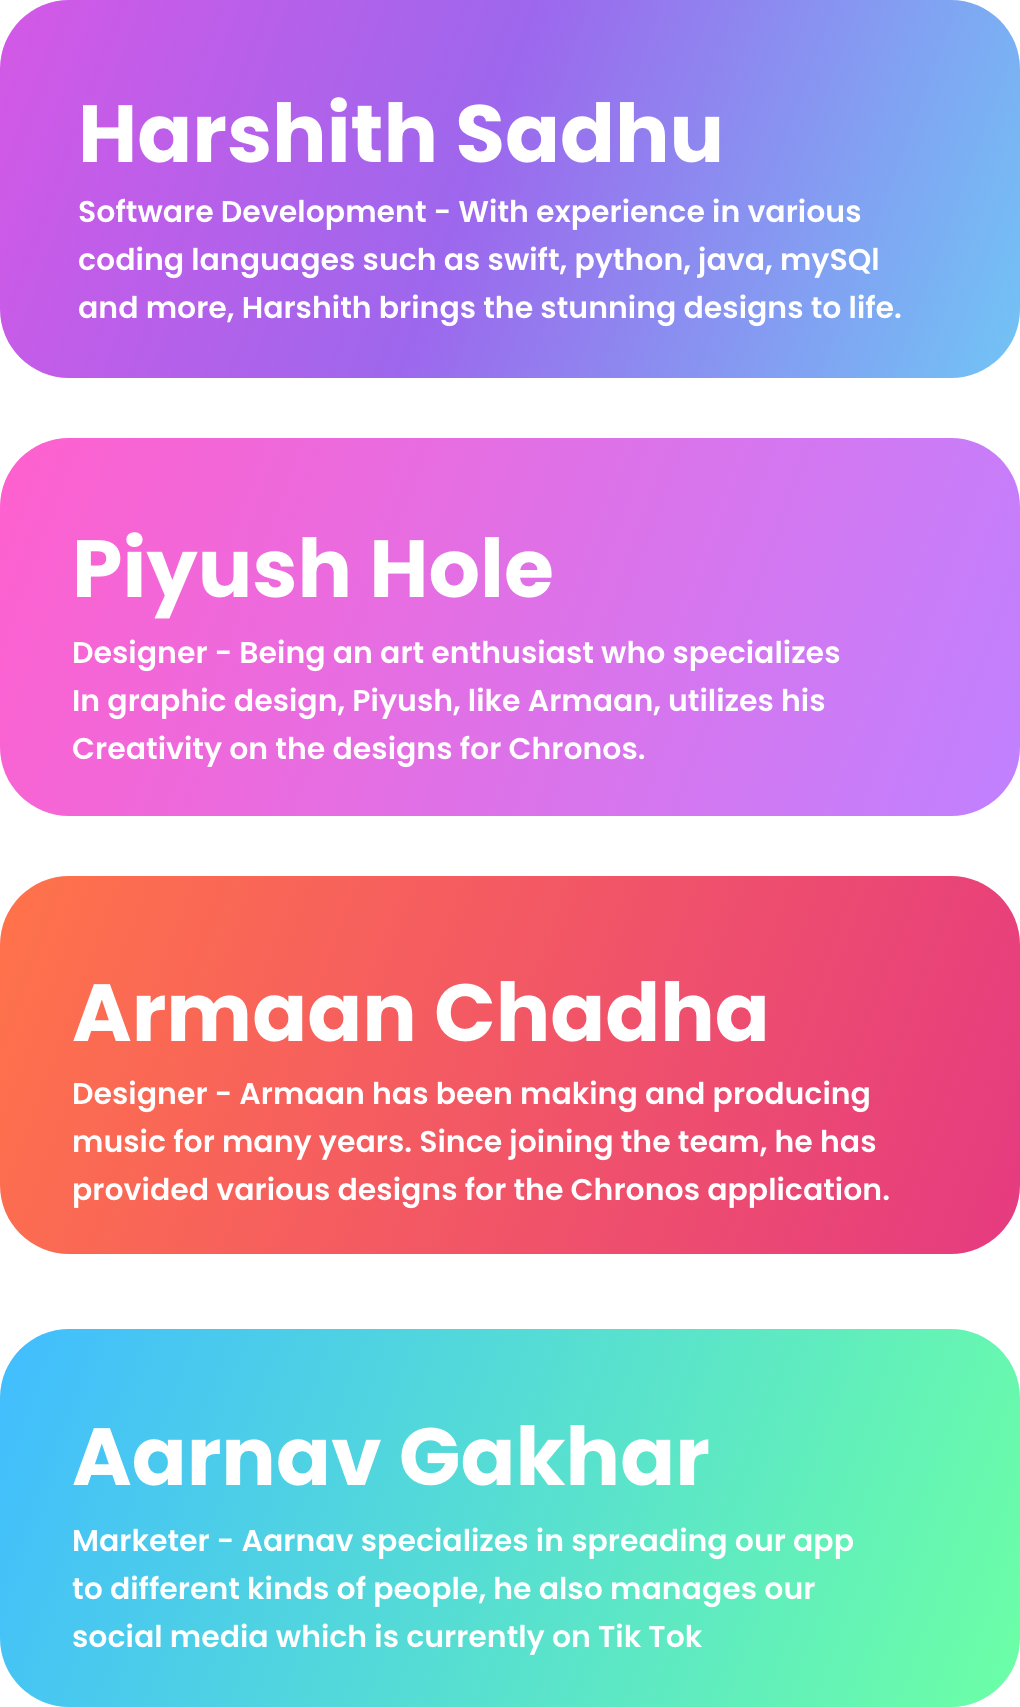 Harshith Sadhu
Software Development - With experience in various
coding languages such as swift, python, java, mySQl
and more, Harshith brings the stunning designs to life.
Piyush Hole
Designer - Being an art enthusiast who specializes
In graphic design, Piyush, like Armaan, utilizes his
Creativity on the designs for Chronos.
Armaan Chadha
Designer - Armaan has been making and producing
music for many years. Since joining the team, he has
provided various designs for the Chronos application.
Aarnav Gakhar
Marketer - Aarnav specializes in spreading our app
to different kinds of people, he also manages our
social media which is currently on Tik Tok